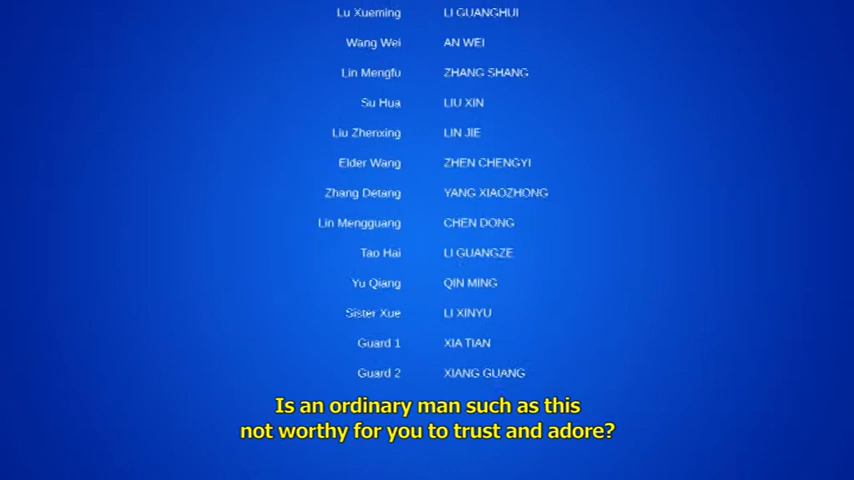 Lu Xueming LI GUANGHUI
Wang Wei AN WEI
Lin Mengfu ZHANG SHANG
Su Hua LIU XIN
Liu Zhenxing LIN JIE
Elder Wang ZHEN CHENGYI
Zhang Detang YANG XIAOZHONG
Lin Mengguang CHEN DONG
Tao Hai LI GUANGZE
Yu Qiang QIN MING
Sister Xue LI XINYU
Guard 1 XIA TIAN
Guard 2 XIANG GUANG
Is an ordinary man such as this
not worthy for you to trust and adore?